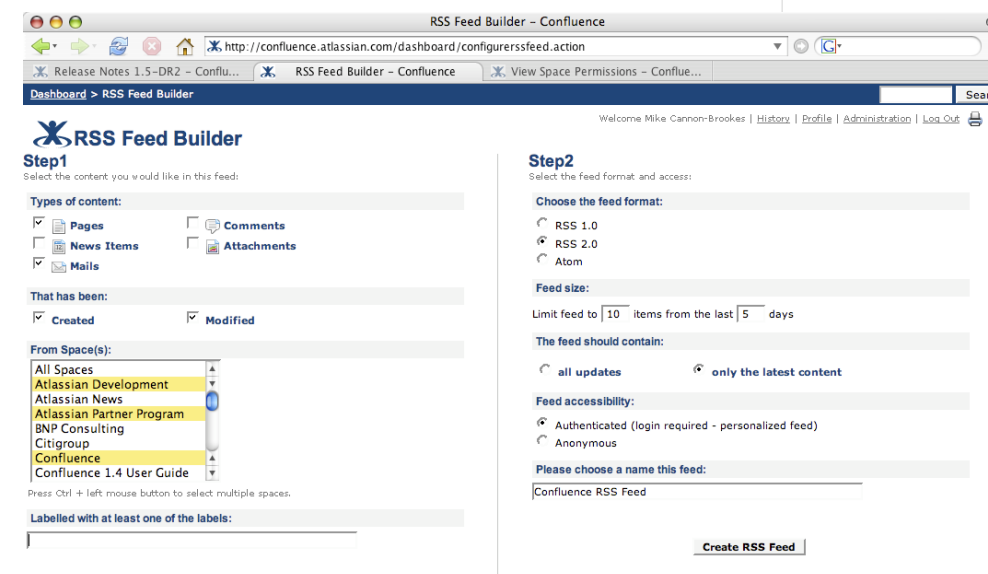 RSS Feed Builder – Confluence
http://confluence.atlassian.com/dashboard/configurerssfeed.action
G
Release Notes 1.5-DR2 – Conflu...
RSS Feed Builder – Confluence
View Space Permissions – Conflue...
Dashboard > RSS Feed Builder
Welcome Mike Cannon-Brookes | History | Profile | Administration | Log Out
RSS Feed Builder
Step1
Select the content you would like in this feed:
Types of content:
Pages
Comments
News Items
Attachments
Mails
That has been:
Created
Modified
From Space(s):
All Spaces
Atlassian Development
Atlassian News
Atlassian Partner Program
BNP Consulting
Citigroup
Confluence
Confluence 1.4 User Guide
Press Ctrl + left mouse button to select multiple spaces.
Labelled with at least one of the labels:
Step2
Select the feed format and access:
Choose the feed format:
RSS 1.0
RSS 2.0
Atom
Feed size:
Limit feed to 10 items from the last 5 days
The feed should contain:
all updates
only the latest content
Feed accessibility:
Authenticated (login required - personalized feed)
Anonymous
Please choose a name this feed:
Confluence RSS Feed
Create RSS Feed